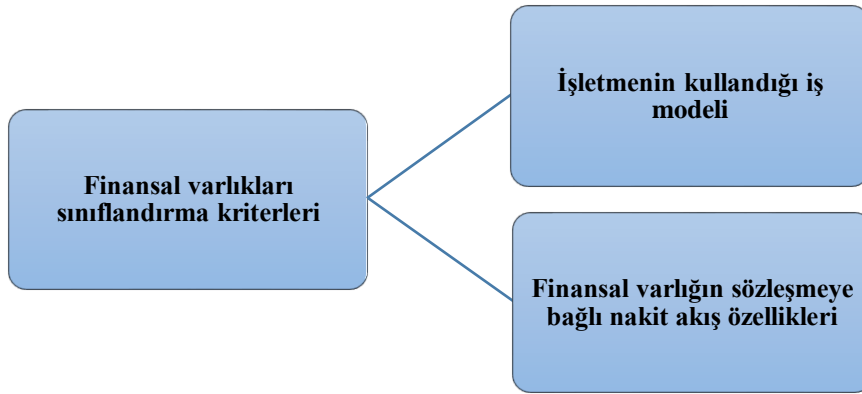 Finansal varlıkları
sınıflandırma kriterleri
İşletmenin kullandığı iş
modeli
Finansal varlığın sözleşmeye
bağlı nakit akış özellikleri